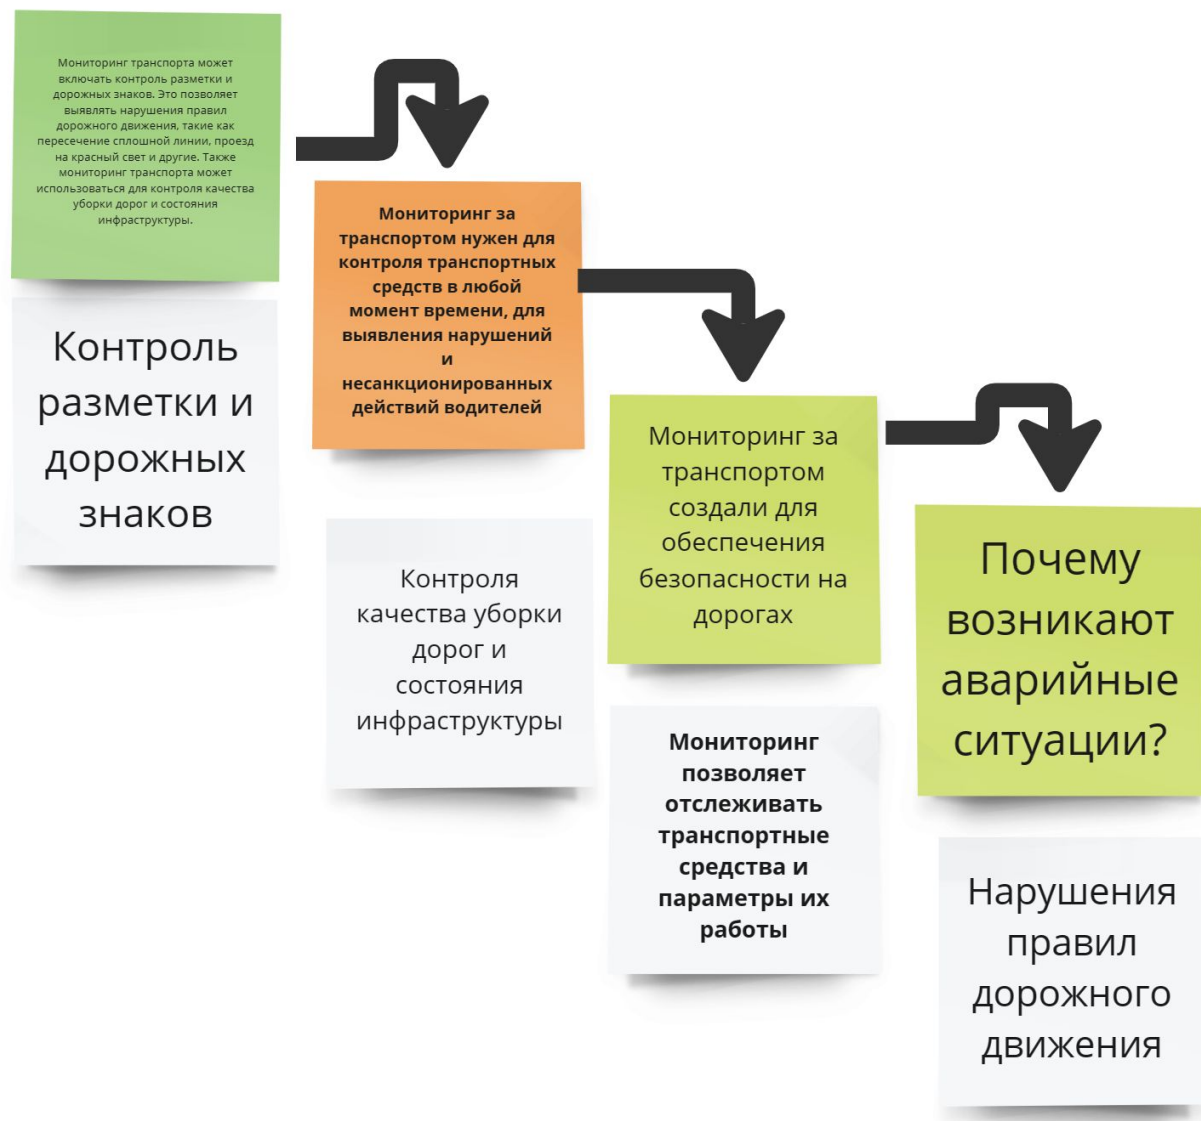 Мониторинг транспорта может
включать контроль разметки и
дорожных знаков. Это позволяет
выявлять нарушения правил
дорожного движения, такие как
пересечение сплошной линии, проезд
на красный свет и другие. Также
мониторинг транспорта может
использоваться для контроля качества
уборки дорог и состояния
инфраструктуры.
Контроль
разметки и
дорожных
знаков
Мониторинг за
транспортом нужен для
контроля транспортных
средств в любой
момент времени, для
выявления нарушений
и
несанкционированных
действий водителей
Контроля
качества уборки
дорог и
состояния
инфраструктуры
Мониторинг за
транспортом
создали для
обеспечения
безопасности на
дорогах
Мониторинг
позволяет
отслеживать
транспортные
средства и
параметры их
работы
Почему
возникают
аварийные
ситуации?
Нарушения
правил
дорожного
движения